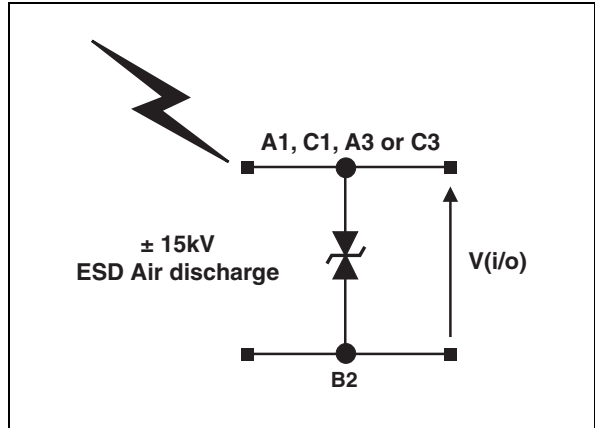 A1, C1, A3 or C3
± 15kV
ESD Air discharge
V(i/o)
B2